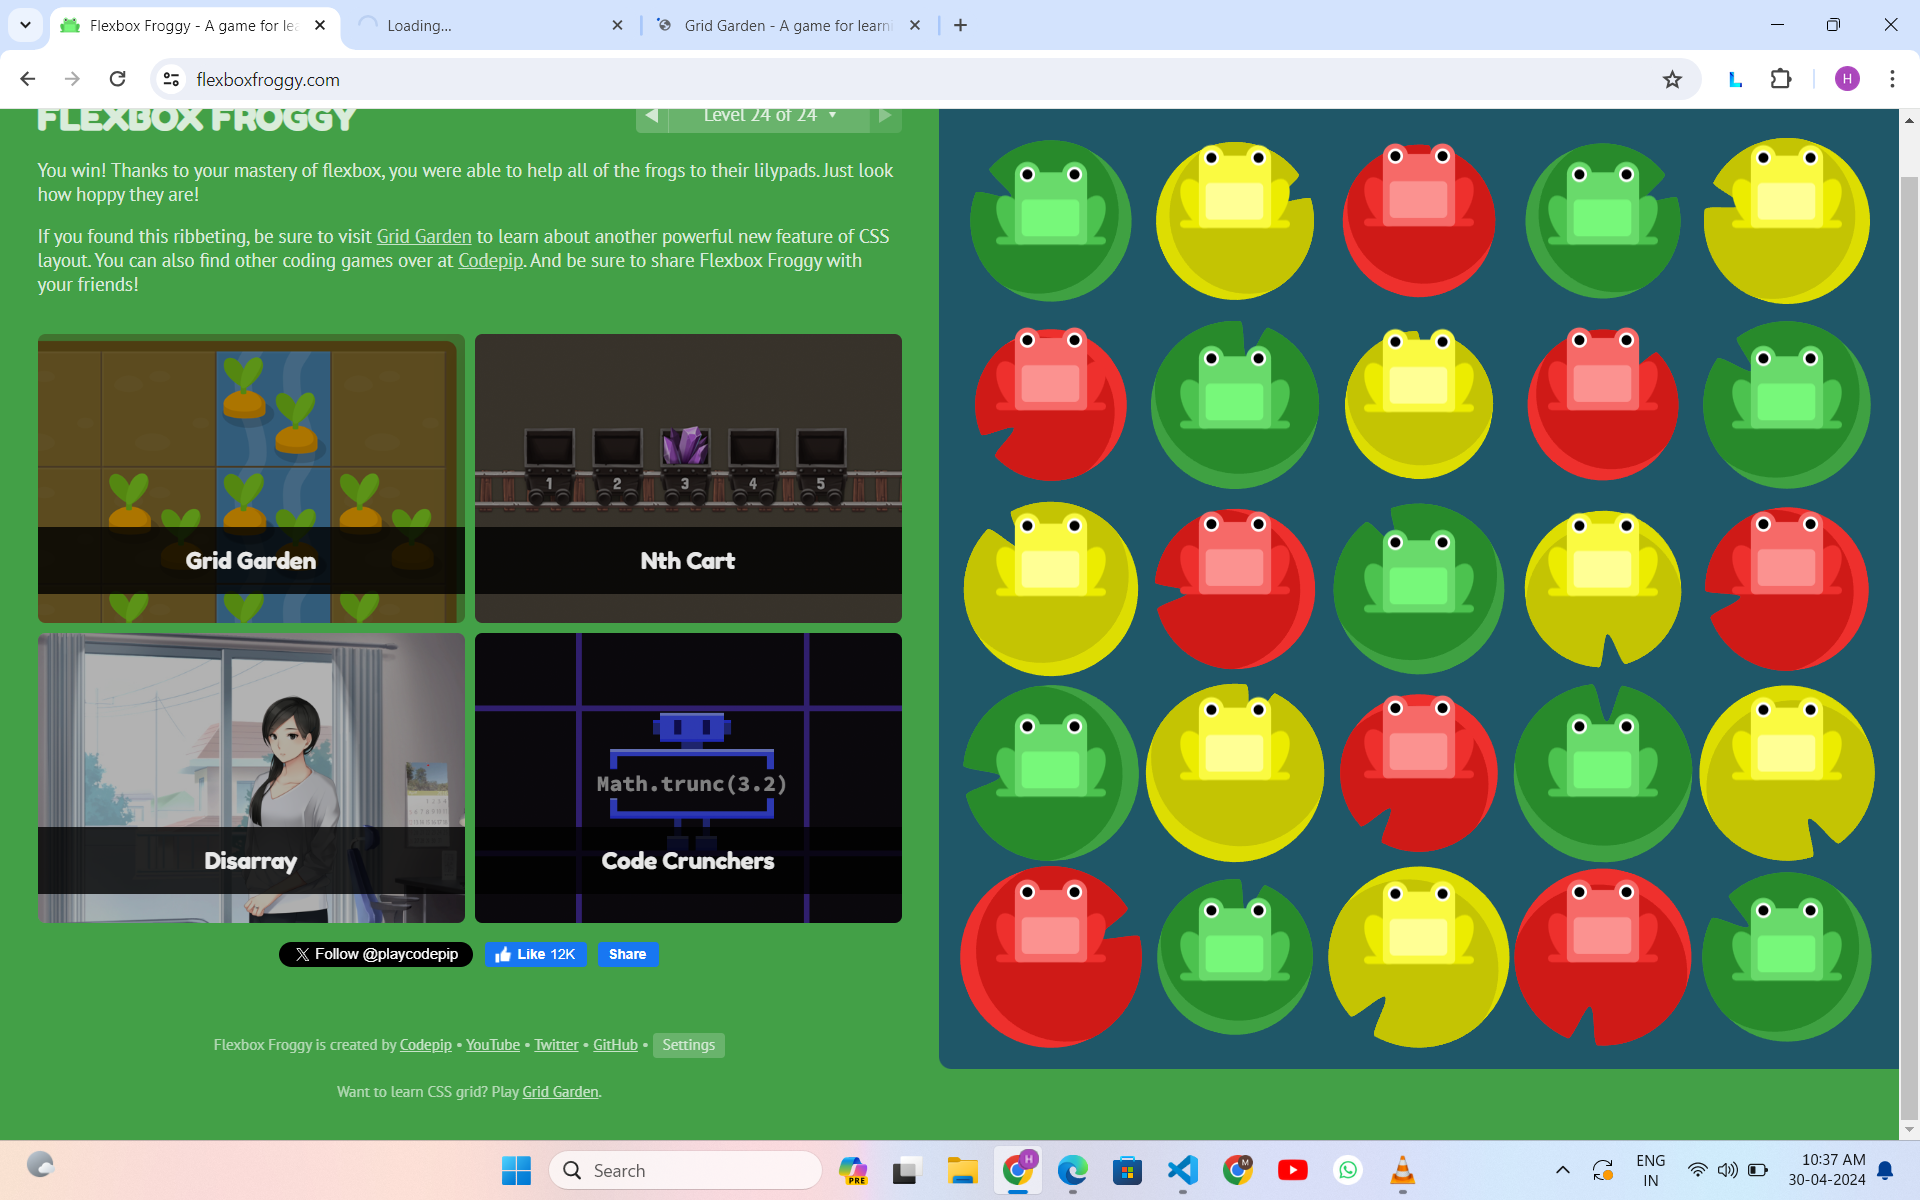 Flexbox Froggy - A game for lea
Loading...
Grid Garden - A game for learni
flexboxfroggy.com
H
FLEXBOX FROGGY
Level 24 of 24
You win! Thanks to your mastery of flexbox, you were able to help all of the frogs to their lilypads. Just look
how hoppy they are!
If you found this ribbeting, be sure to visit Grid Garden to learn about another powerful new feature of CSS
layout. You can also find other coding games over at Codepip. And be sure to share Flexbox Froggy with
your friends!
1 2 3 4 5
Grid Garden
Nth Cart
Math.trunc(3.2)
Disarray
Code Crunchers
Follow @playcodepip
Like 12K
Share
Flexbox Froggy is created by Codepip • YouTube • Twitter • GitHub • Settings
Want to learn CSS grid? Play Grid Garden.
Search
PRE
H
M
ENG
IN
10:37 AM
30-04-2024